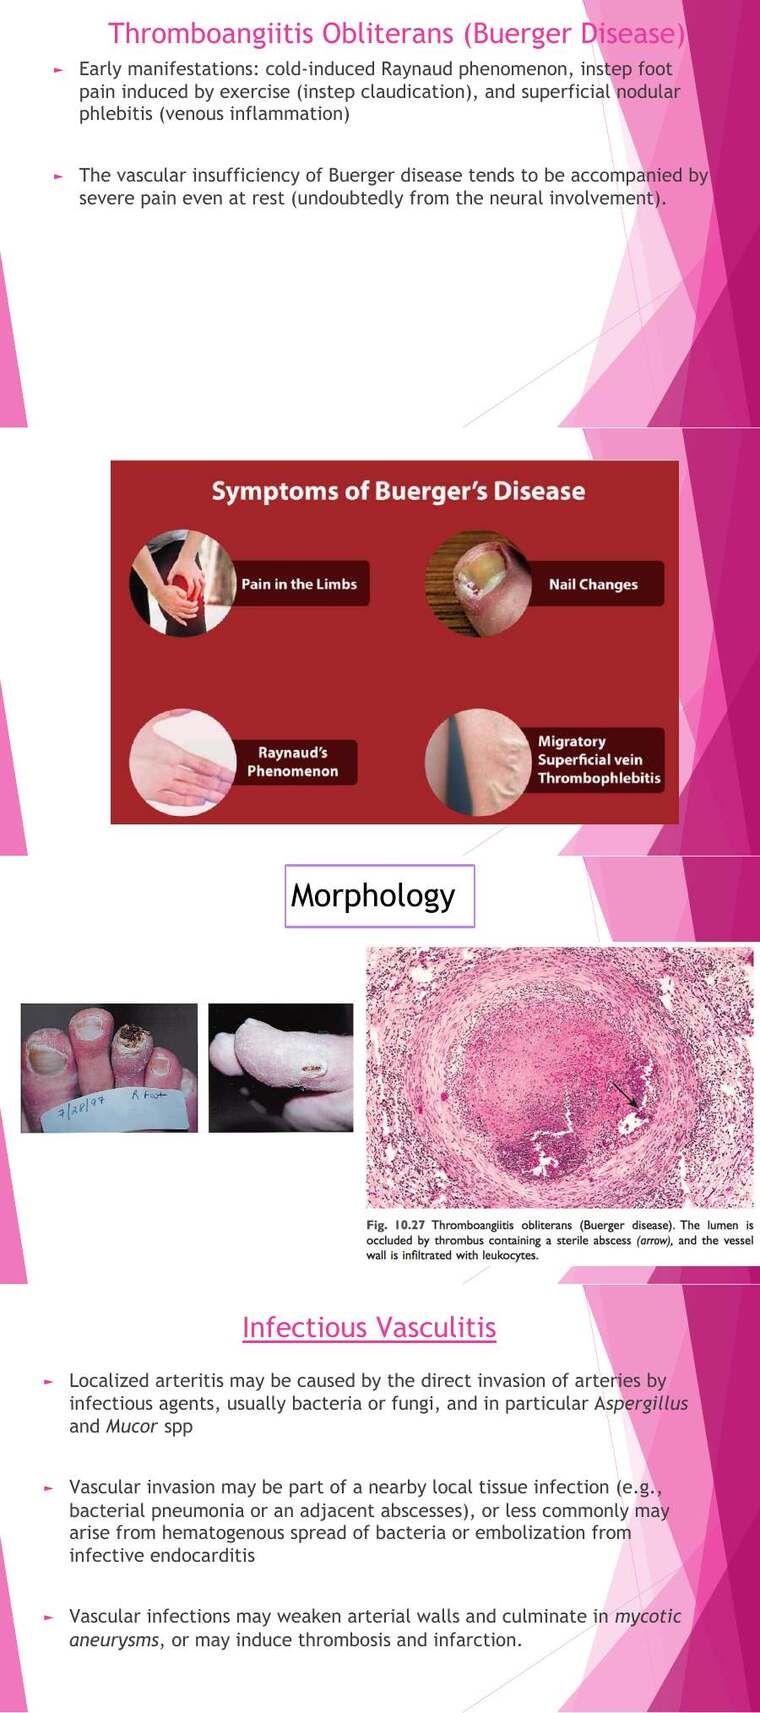 Thromboangiitis Obliterans (Buerger Disease)
► Early manifestations: cold-induced Raynaud phenomenon, instep foot
pain induced by exercise (instep claudication), and superficial nodular
phlebitis (venous inflammation)
► The vascular insufficiency of Buerger disease tends to be accompanied by
severe pain even at rest (undoubtedly from the neural involvement).
Symptoms of Buerger's Disease
Pain in the Limbs
Nail Changes
Raynaud's
Phenomenon
Migratory
Superficial vein
Thrombophlebitis
Morphology
7/28/97 R foot
Fig. 10.27 Thromboangiitis obliterans (Buerger disease). The lumen is
occluded by thrombus containing a sterile abscess (arrow), and the vessel
wall is infiltrated with leukocytes.
Infectious Vasculitis
► Localized arteritis may be caused by the direct invasion of arteries by
infectious agents, usually bacteria or fungi, and in particular Aspergillus
and Mucor spp
► Vascular invasion may be part of a nearby local tissue infection (e.g.,
bacterial pneumonia or an adjacent abscesses), or less commonly may
arise from hematogenous spread of bacteria or embolization from
infective endocarditis
► Vascular infections may weaken arterial walls and culminate in mycotic
aneurysms, or may induce thrombosis and infarction.